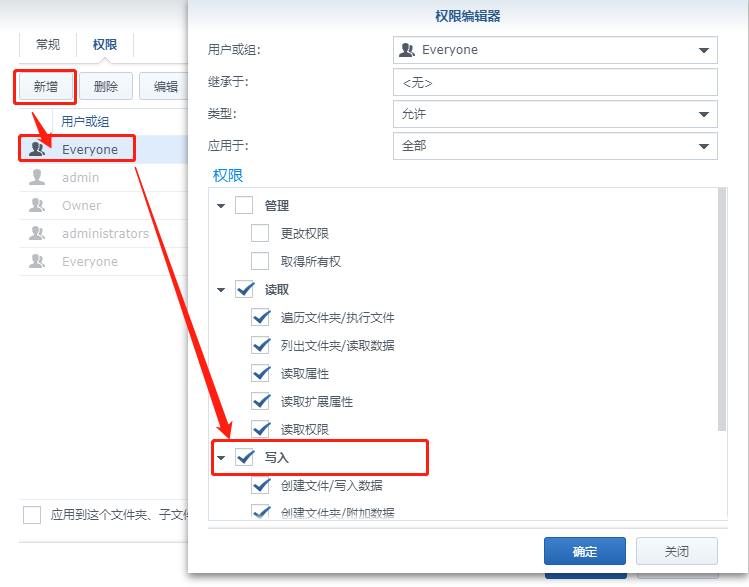 常规
权限
新增
删除
编辑
用户或组
Everyone
admin
Owner
administrators
Everyone
应用到这个文件夹、子文件
权限编辑器
用户或组:
Everyone
继承于:
<无>
类型:
允许
应用于:
全部
权限
管理
更改权限
取得所有权
读取
遍历文件夹/执行文件
列出文件夹/读取数据
读取属性
读取扩展属性
读取权限
写入
创建文件/写入数据
创建文件夹/附加数据
确定
关闭